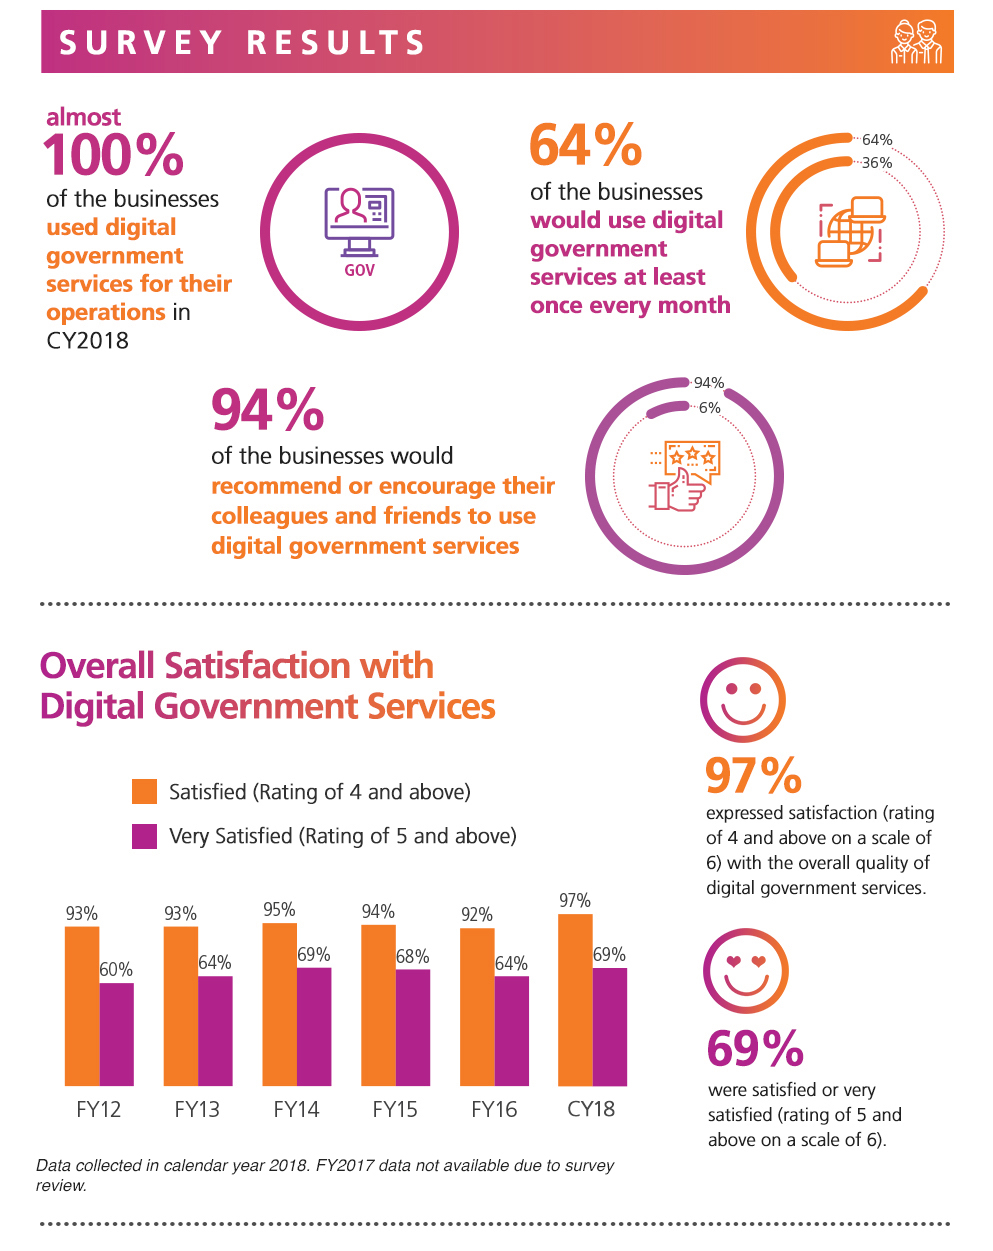 SURVEY RESULTS
almost
100%
of the businesses
used digital
government
services for their
operations in
CY2018
GOV
64%
of the businesses
would use digital
government
services at least
once every month
64%
36%
94%
of the businesses would
recommend or encourage their
colleagues and friends to use
digital government services
94%
6%
Overall Satisfaction with
Digital Government Services
Satisfied (Rating of 4 and above)
Very Satisfied (Rating of 5 and above)
93%
60%
93%
64%
95%
69%
94%
68%
92%
64%
97%
69%
FY12
FY13
FY14
FY15
FY16
CY18
Data collected in calendar year 2018. FY2017 data not available due to survey
review.
97%
expressed satisfaction (rating
of 4 and above on a scale of
6) with the overall quality of
digital government services.
69%
were satisfied or very
satisfied (rating of 5 and
above on a scale of 6).